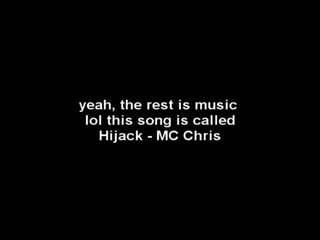 yeah, the rest is music
lol this song is called
Hijack - MC Chris